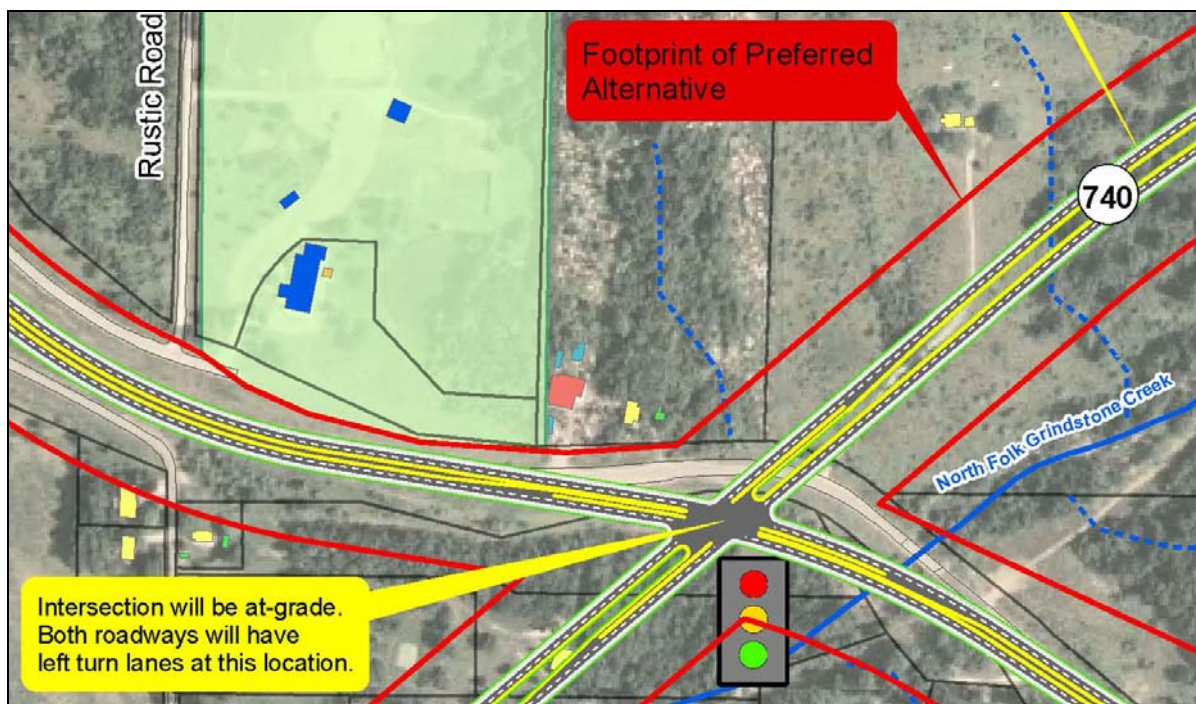 Rustic Road
Footprint of Preferred
Alternative
740
North Folk Grindstone Creek
Intersection will be at-grade.
Both roadways will have
left turn lanes at this location.